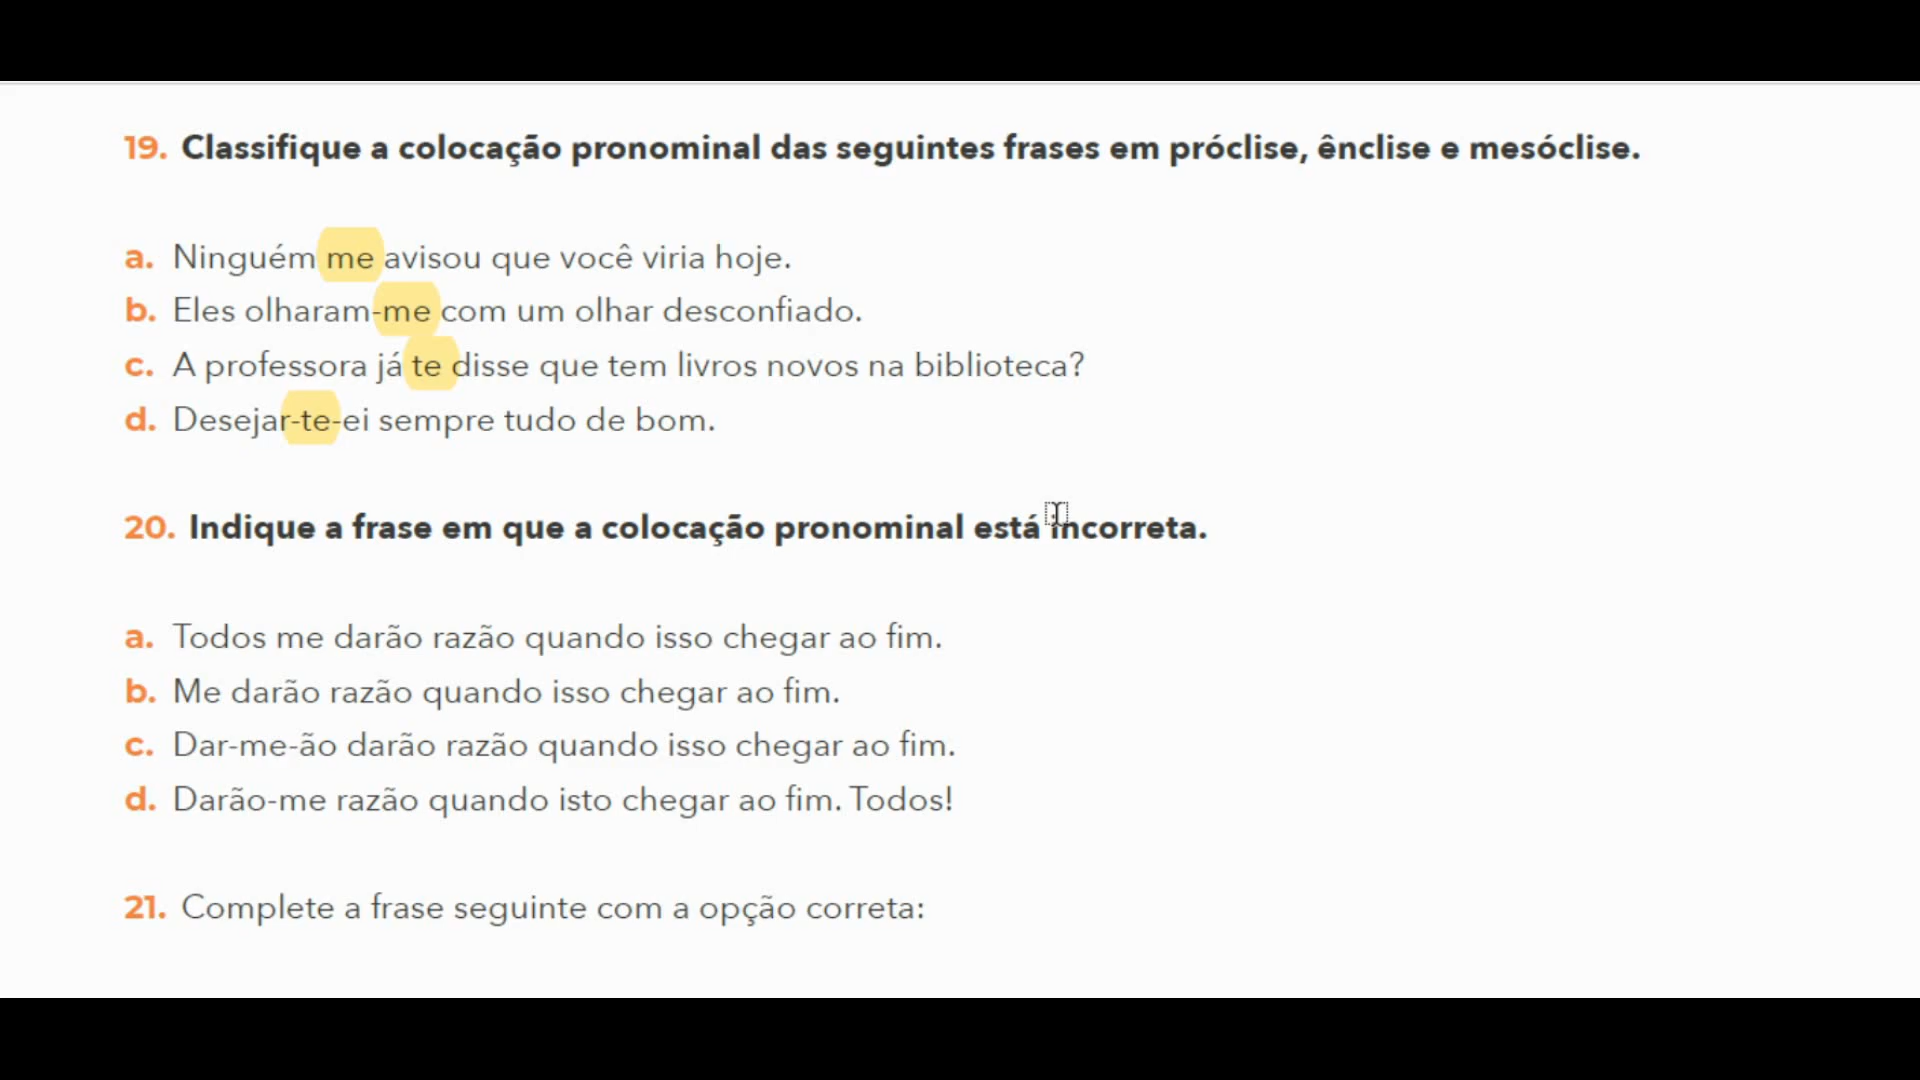 19. Classifique a colocação pronominal das seguintes frases em próclise, ênclise e mesóclise.
a. Ninguém me avisou que você viria hoje.
b. Eles olharam-me com um olhar desconfiado.
c. A professora já te disse que tem livros novos na biblioteca?
d. Desejar-te-ei sempre tudo de bom.
20. Indique a frase em que a colocação pronominal está incorreta.
a. Todos me darão razão quando isso chegar ao fim.
b. Me darão razão quando isso chegar ao fim.
c. Dar-me-ão darão razão quando isso chegar ao fim.
d. Darão-me razão quando isto chegar ao fim. Todos!
21. Complete a frase seguinte com a opção correta: